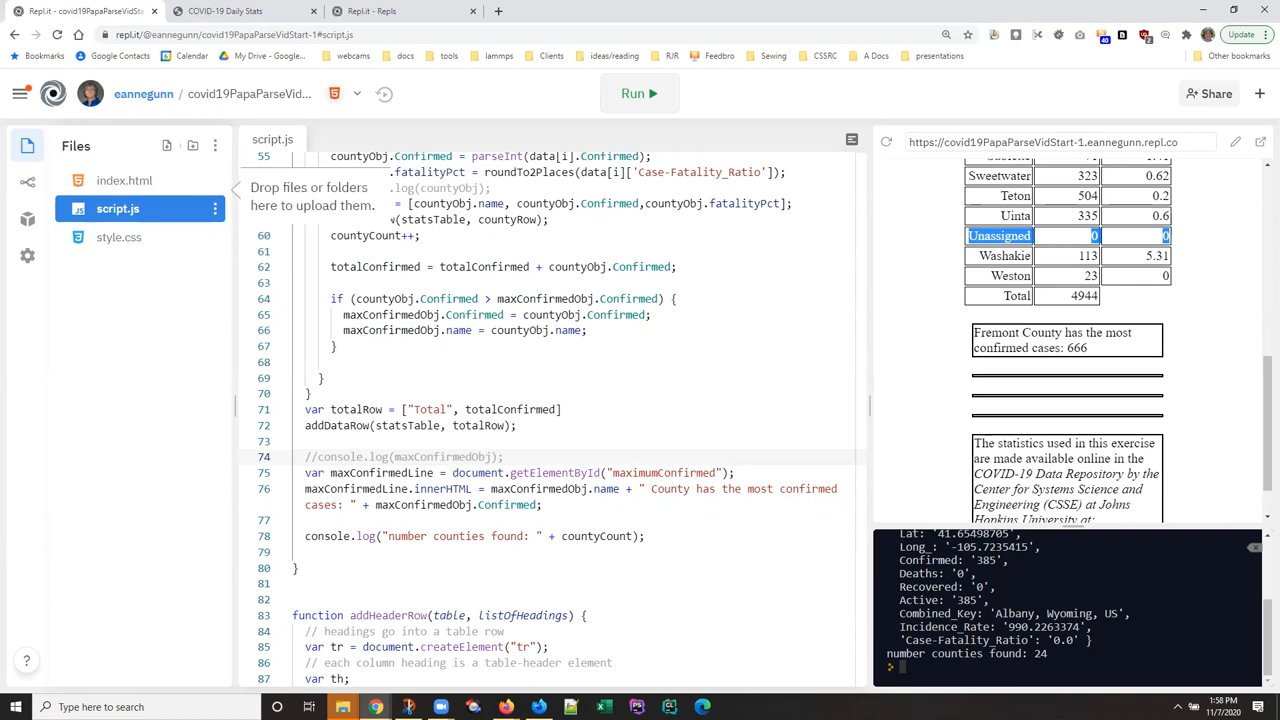 Repl.it - covid19PapaParseVidSt
COVID-19 Daily Stats
Repl.it - Repls
repl.it/@eannegunn/covid19PapaParseVidStart-1#script.js
Update
Bookmarks
Google Contacts
Calendar
My Drive - Googl...
webcams
docs
tools
lammps
Clients
ideas/reading
RJR
Feedbro
Sewing
CSSRC
A Docs
presentations
Other bookmarks
eannegunn / covid19PapaParseVid...
Run
Share
Files
index.html
script.js
style.css
Drop files or folders
here to upload them.
script.js
55 countyObj.Confirmed = parseInt(data[i].Confirmed);
.fatalityPct = roundTo2Places(data[i]['Case-Fatality_Ratio']);
.log(countyObj);
= [countyObj.name, countyObj.Confirmed,countyObj.fatalityPct];
(statsTable, countyRow);
60 countyCount++;
61
62 totalConfirmed = totalConfirmed + countyObj.Confirmed;
63
64 if (countyObj.Confirmed > maxConfirmedObj.Confirmed) {
65 maxConfirmedObj.Confirmed = countyObj.Confirmed;
66 maxConfirmedObj.name = countyObj.name;
67 }
68
69 }
70 }
71 var totalRow = ["Total", totalConfirmed]
72 addDataRow(statsTable, totalRow);
73
74 //console.log(maxConfirmedObj);
75 var maxConfirmedLine = document.getElementById("maximumConfirmed");
76 maxConfirmedLine.innerHTML = maxConfirmedObj.name + " County has the most confirmed
cases: " + maxConfirmedObj.Confirmed;
77
78 console.log("number counties found: " + countyCount);
79
80 }
81
82
83 function addHeaderRow(table, listOfHeadings) {
84 // headings go into a table row
85 var tr = document.createElement("tr");
86 // each column heading is a table-header element
87 var th;
https://covid19PapaParseVidStart-1.eannegunn.repl.co
Sweetwater 323 0.62
Teton 504 0.2
Uinta 335 0.6
Unassigned 0 0
Washakie 113 5.31
Weston 23 0
Total 4944
Fremont County has the most
confirmed cases: 666
The statistics used in this exercise
are made available online in the
COVID-19 Data Repository by the
Center for Systems Science and
Engineering (CSSE) at Johns
Hopkins University at:
Lat: '41.65498705',
Long_: '-105.7235415',
Confirmed: '385',
Deaths: '0',
Recovered: '0',
Active: '385',
Combined_Key: 'Albany, Wyoming, US',
Incidence_Rate: '990.2263374',
'Case-Fatality_Ratio': '0.0' }
number counties found: 24
Type here to search
1:58 PM
11/7/2020